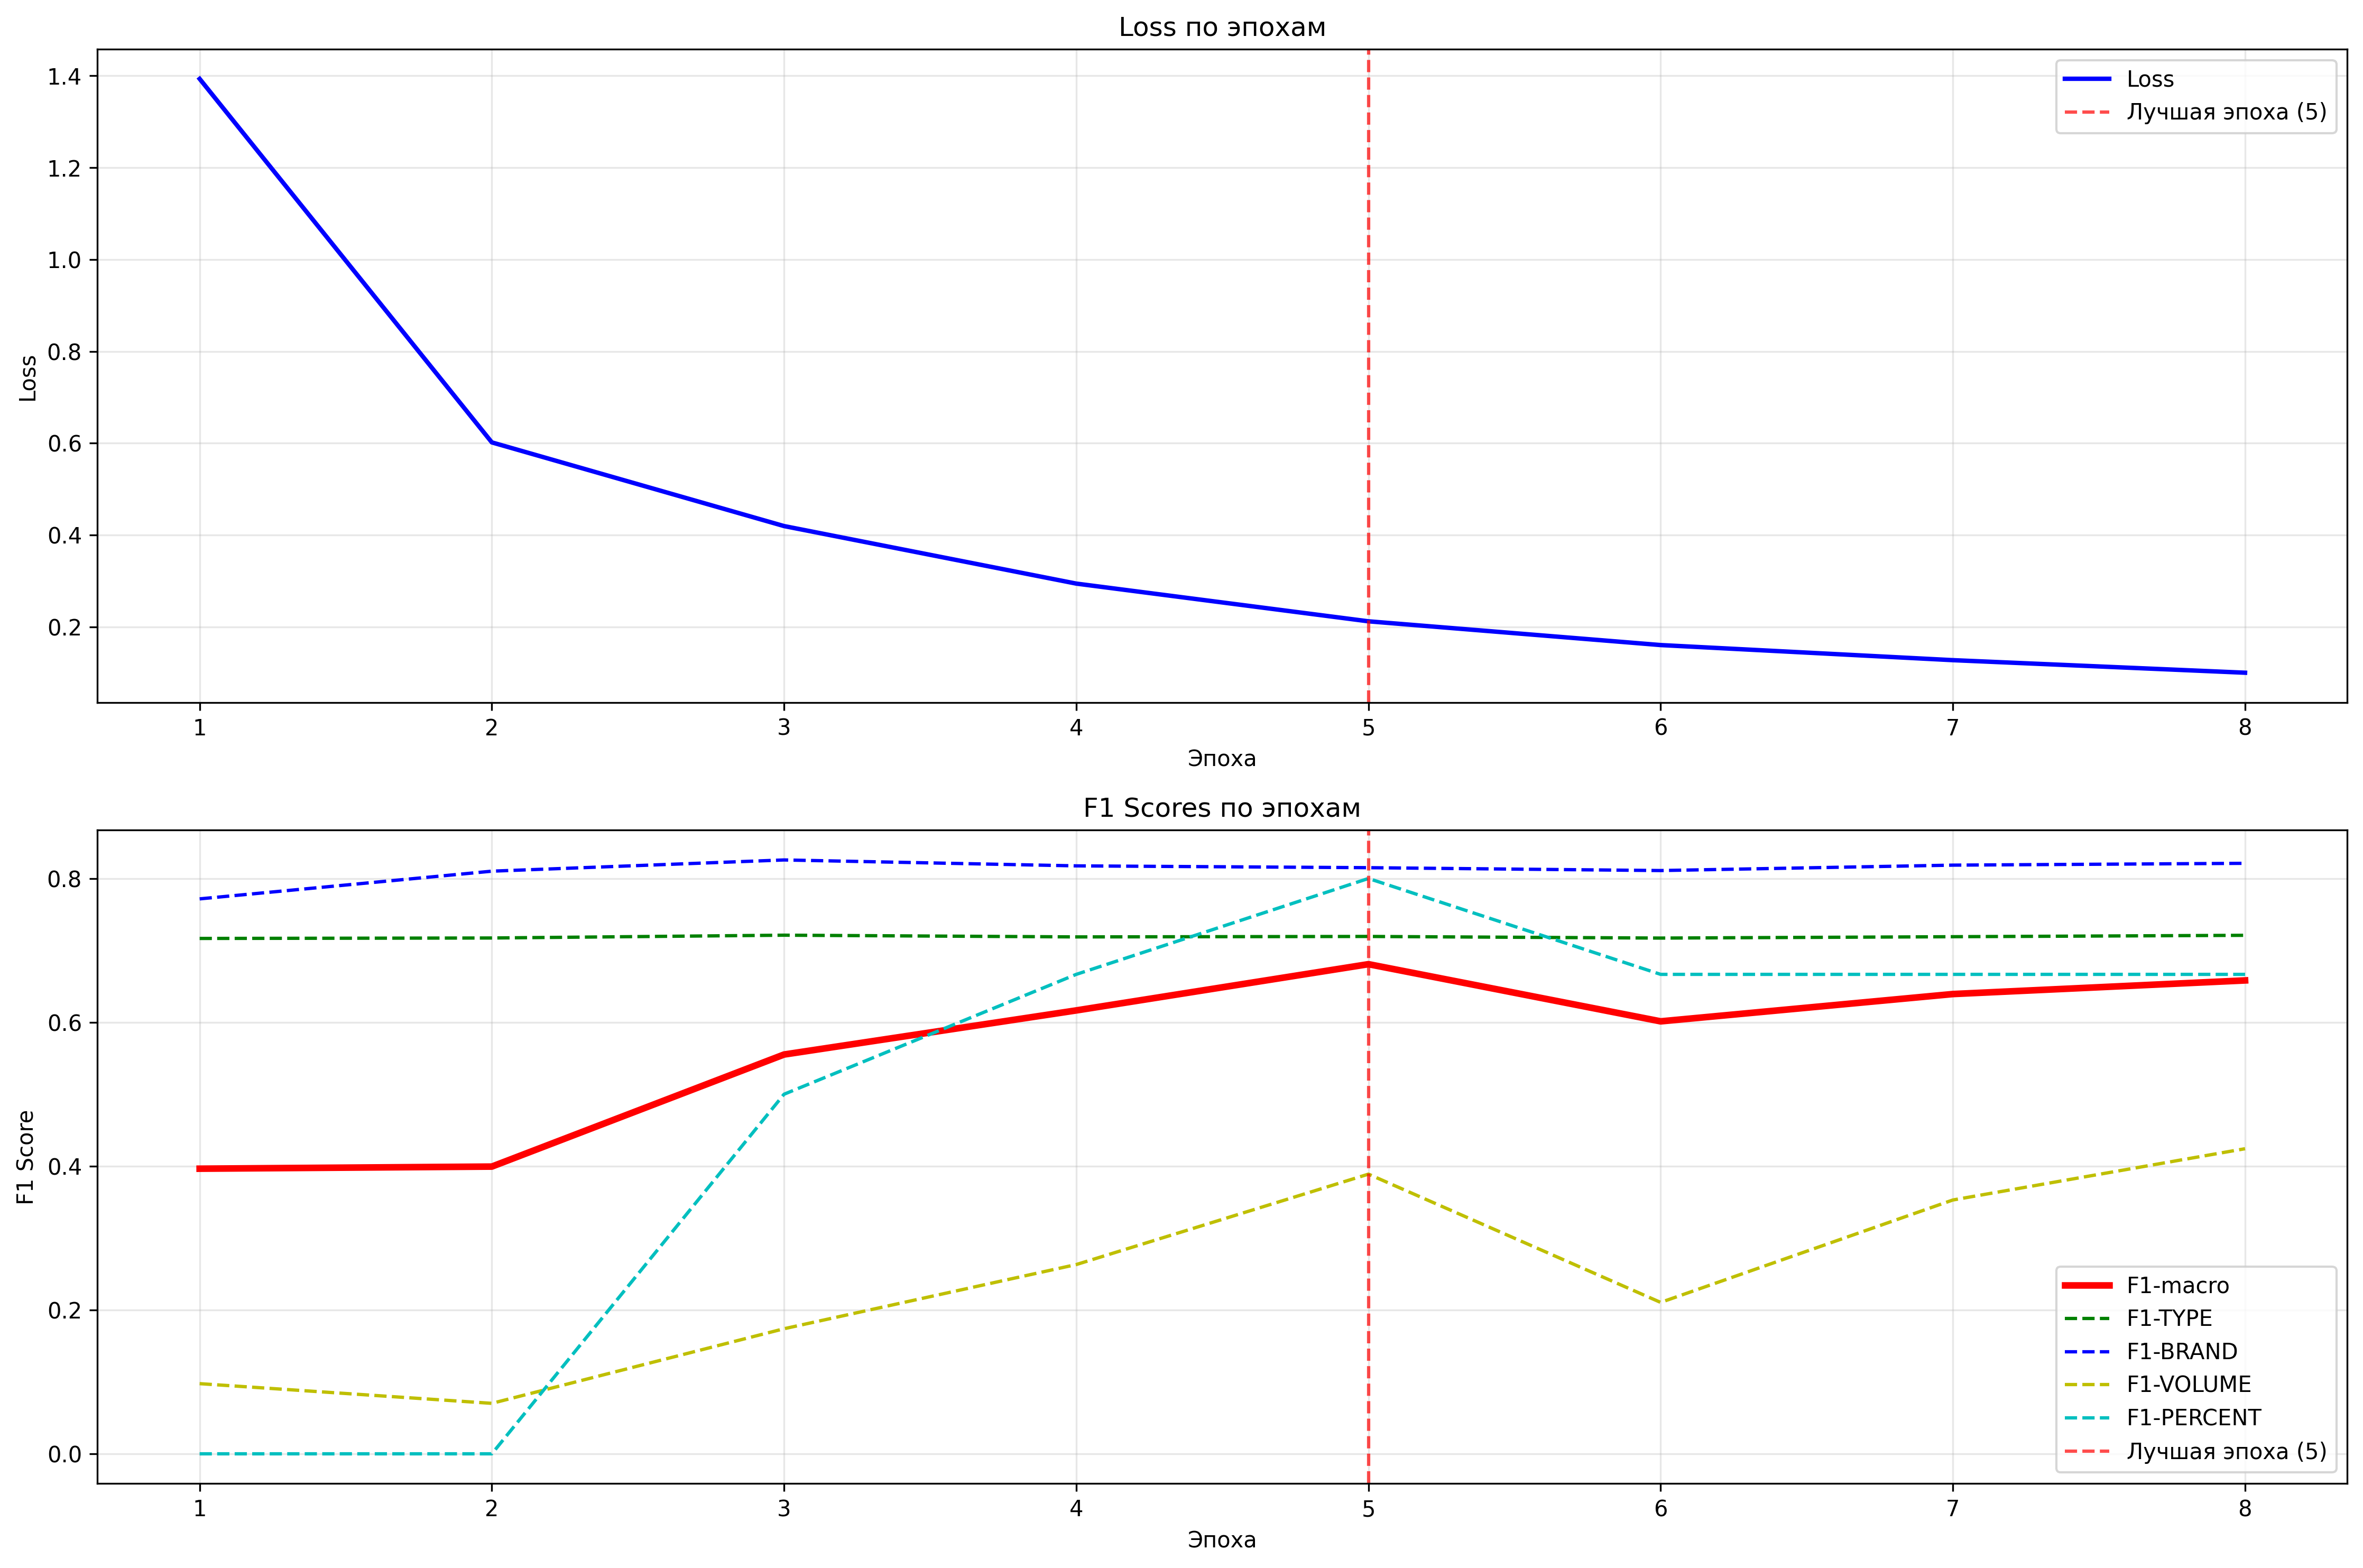 Loss по эпохам
1.4
1.2
1.0
0.8
0.6
0.4
0.2
Loss
Loss
Лучшая эпоха (5)
1 2 3 4 5 6 7 8
Эпоха
F1 Scores по эпохам
0.8
0.6
0.4
0.2
0.0
F1 Score
F1-macro
F1-TYPE
F1-BRAND
F1-VOLUME
F1-PERCENT
Лучшая эпоха (5)
1 2 3 4 5 6 7 8
Эпоха